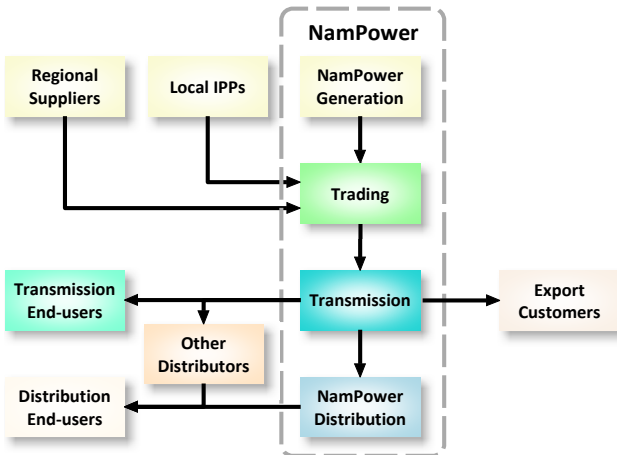 NamPower
Regional
Suppliers
Local IPPs
NamPower
Generation
Trading
Transmission
End-users
Transmission
Export
Customers
Other
Distributors
Distribution
End-users
NamPower
Distribution